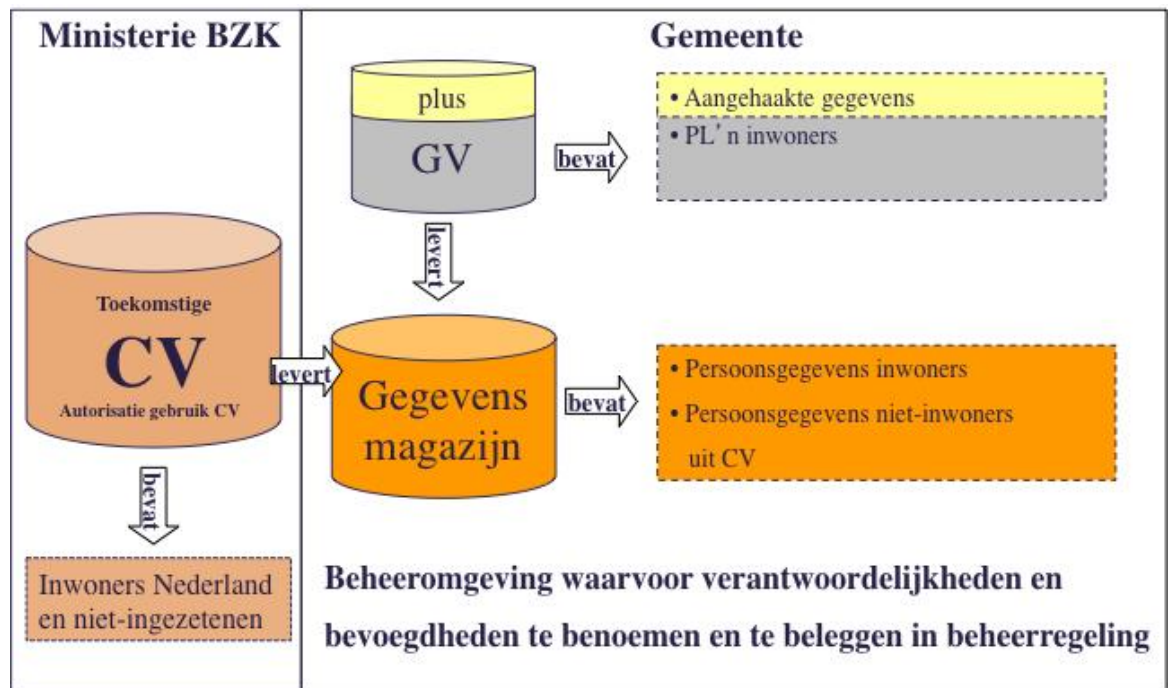 Ministerie BZK
Gemeente
plus
GV
bevat
• Aangehaakte gegevens
• PL'n inwoners
levert
Toekomstige
CV
Autorisatie gebruik CV
levert
Gegevens
magazijn
bevat
• Persoonsgegevens inwoners
• Persoonsgegevens niet-inwoners
uit CV
bevat
Inwoners Nederland
en niet-ingezetenen
Beheeromgeving waarvoor verantwoordelijkheden en
bevoegdheden te benoemen en te beleggen in beheerregeling